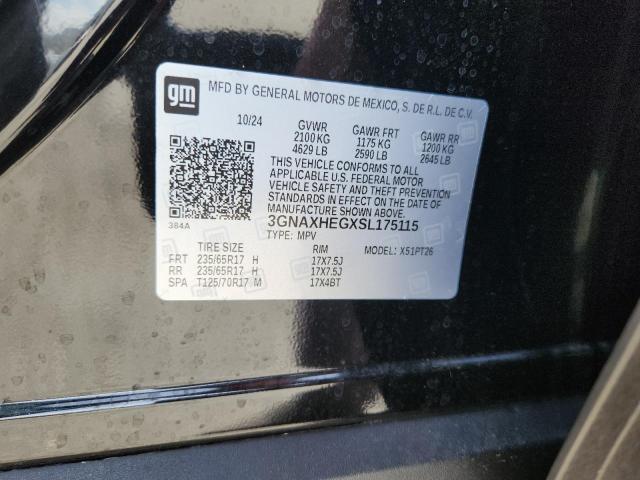 gm MFD BY GENERAL MOTORS DE MEXICO, S. DE R.L. DE C.V.
10/24 GVWR GAWR FRT GAWR RR
2100 KG 1175 KG 1200 KG
4629 LB 2590 LB 2645 LB
THIS VEHICLE CONFORMS TO ALL
APPLICABLE U.S. FEDERAL MOTOR
VEHICLE SAFETY AND THEFT PREVENTION
STANDARDS IN EFFECT ON THE DATE OF
MANUFACTURE SHOWN ABOVE.
384A 3GNAXHEGXSL175115
TYPE: MPV MODEL: X51PT26
TIRE SIZE RIM
FRT 235/65R17 H 17X7.5J
RR 235/65R17 H 17X7.5J
SPA T125/70R17 M 17X4BT